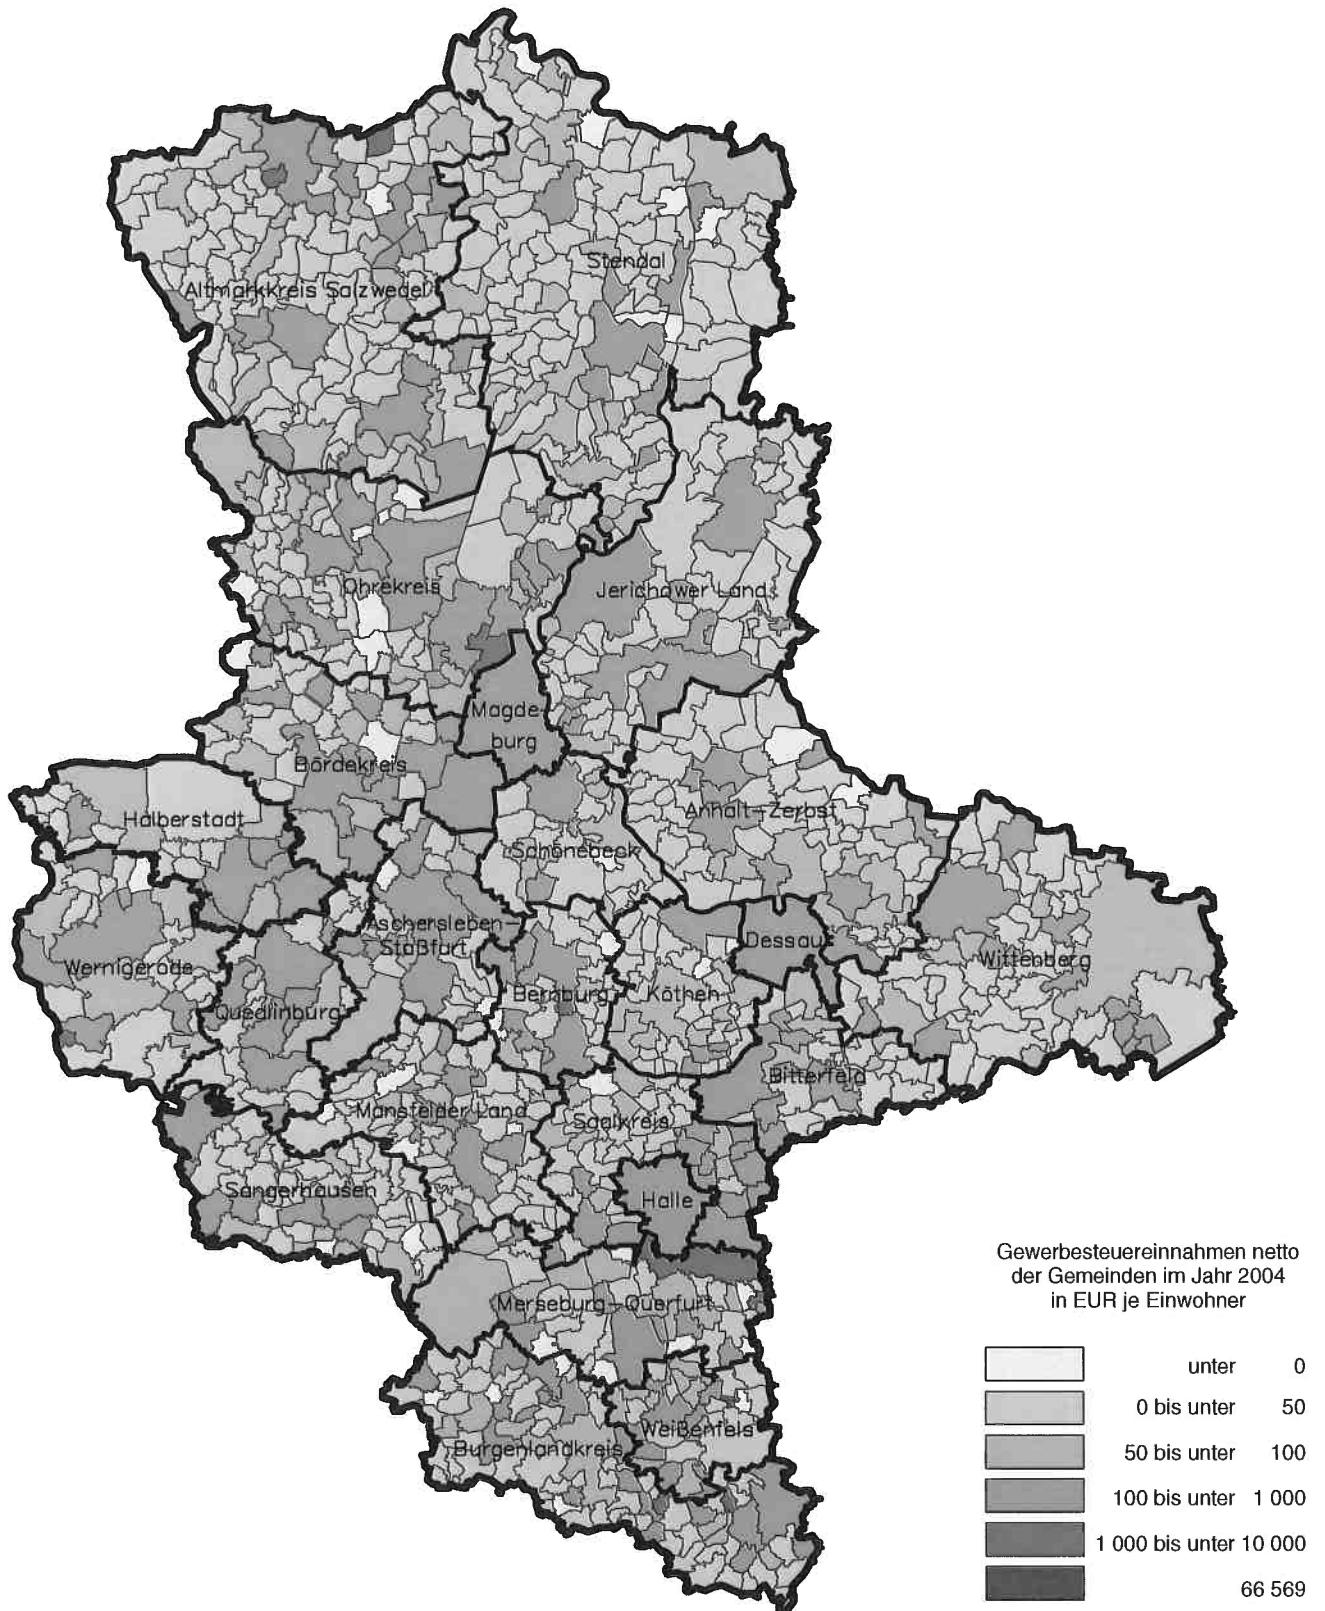 Stendal
Altmarkkreis Salzwedel
Ohrekreis
Jerichower Land
Magde-
burg
Bördekreis
Halberstadt
Anhalt-Zerbst
Schönebeck
Aschersleben-
Staßfurt
Dessau
Wernigerode
Wittenberg
Bernburg
Köthen
Quedlinburg
Bitterfeld
Mansfelder Land
Saalkreis
Sangerhausen
Halle
Merseburg-Querfurt
Weißenfels
Burgenlandkreis
Gewerbesteuereinnahmen netto
der Gemeinden im Jahr 2004
in EUR je Einwohner
unter 0
0 bis unter 50
50 bis unter 100
100 bis unter 1 000
1 000 bis unter 10 000
66 569